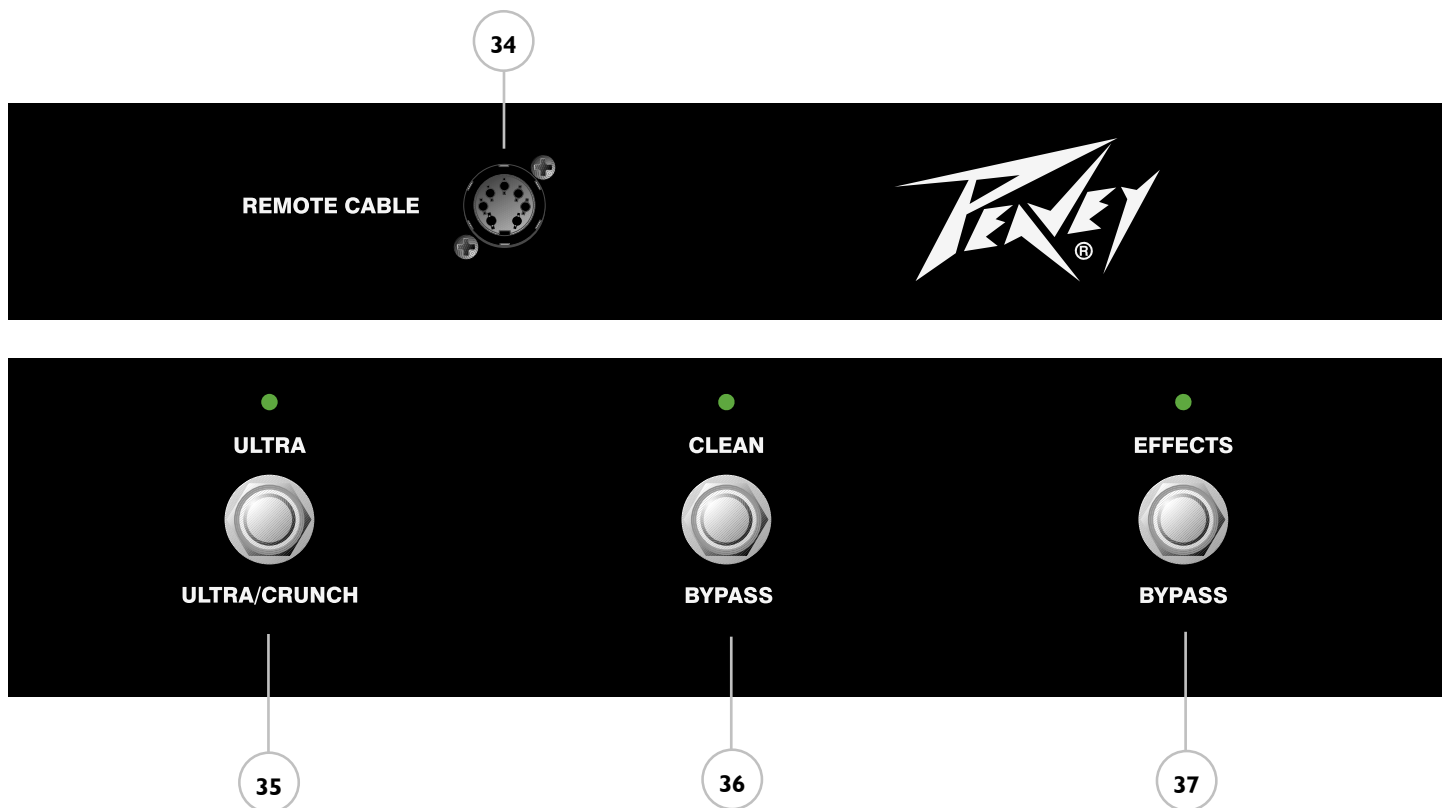 34
REMOTE CABLE
PEAVEY
®
ULTRA
CLEAN
EFFECTS
ULTRA/CRUNCH
BYPASS
BYPASS
35
36
37